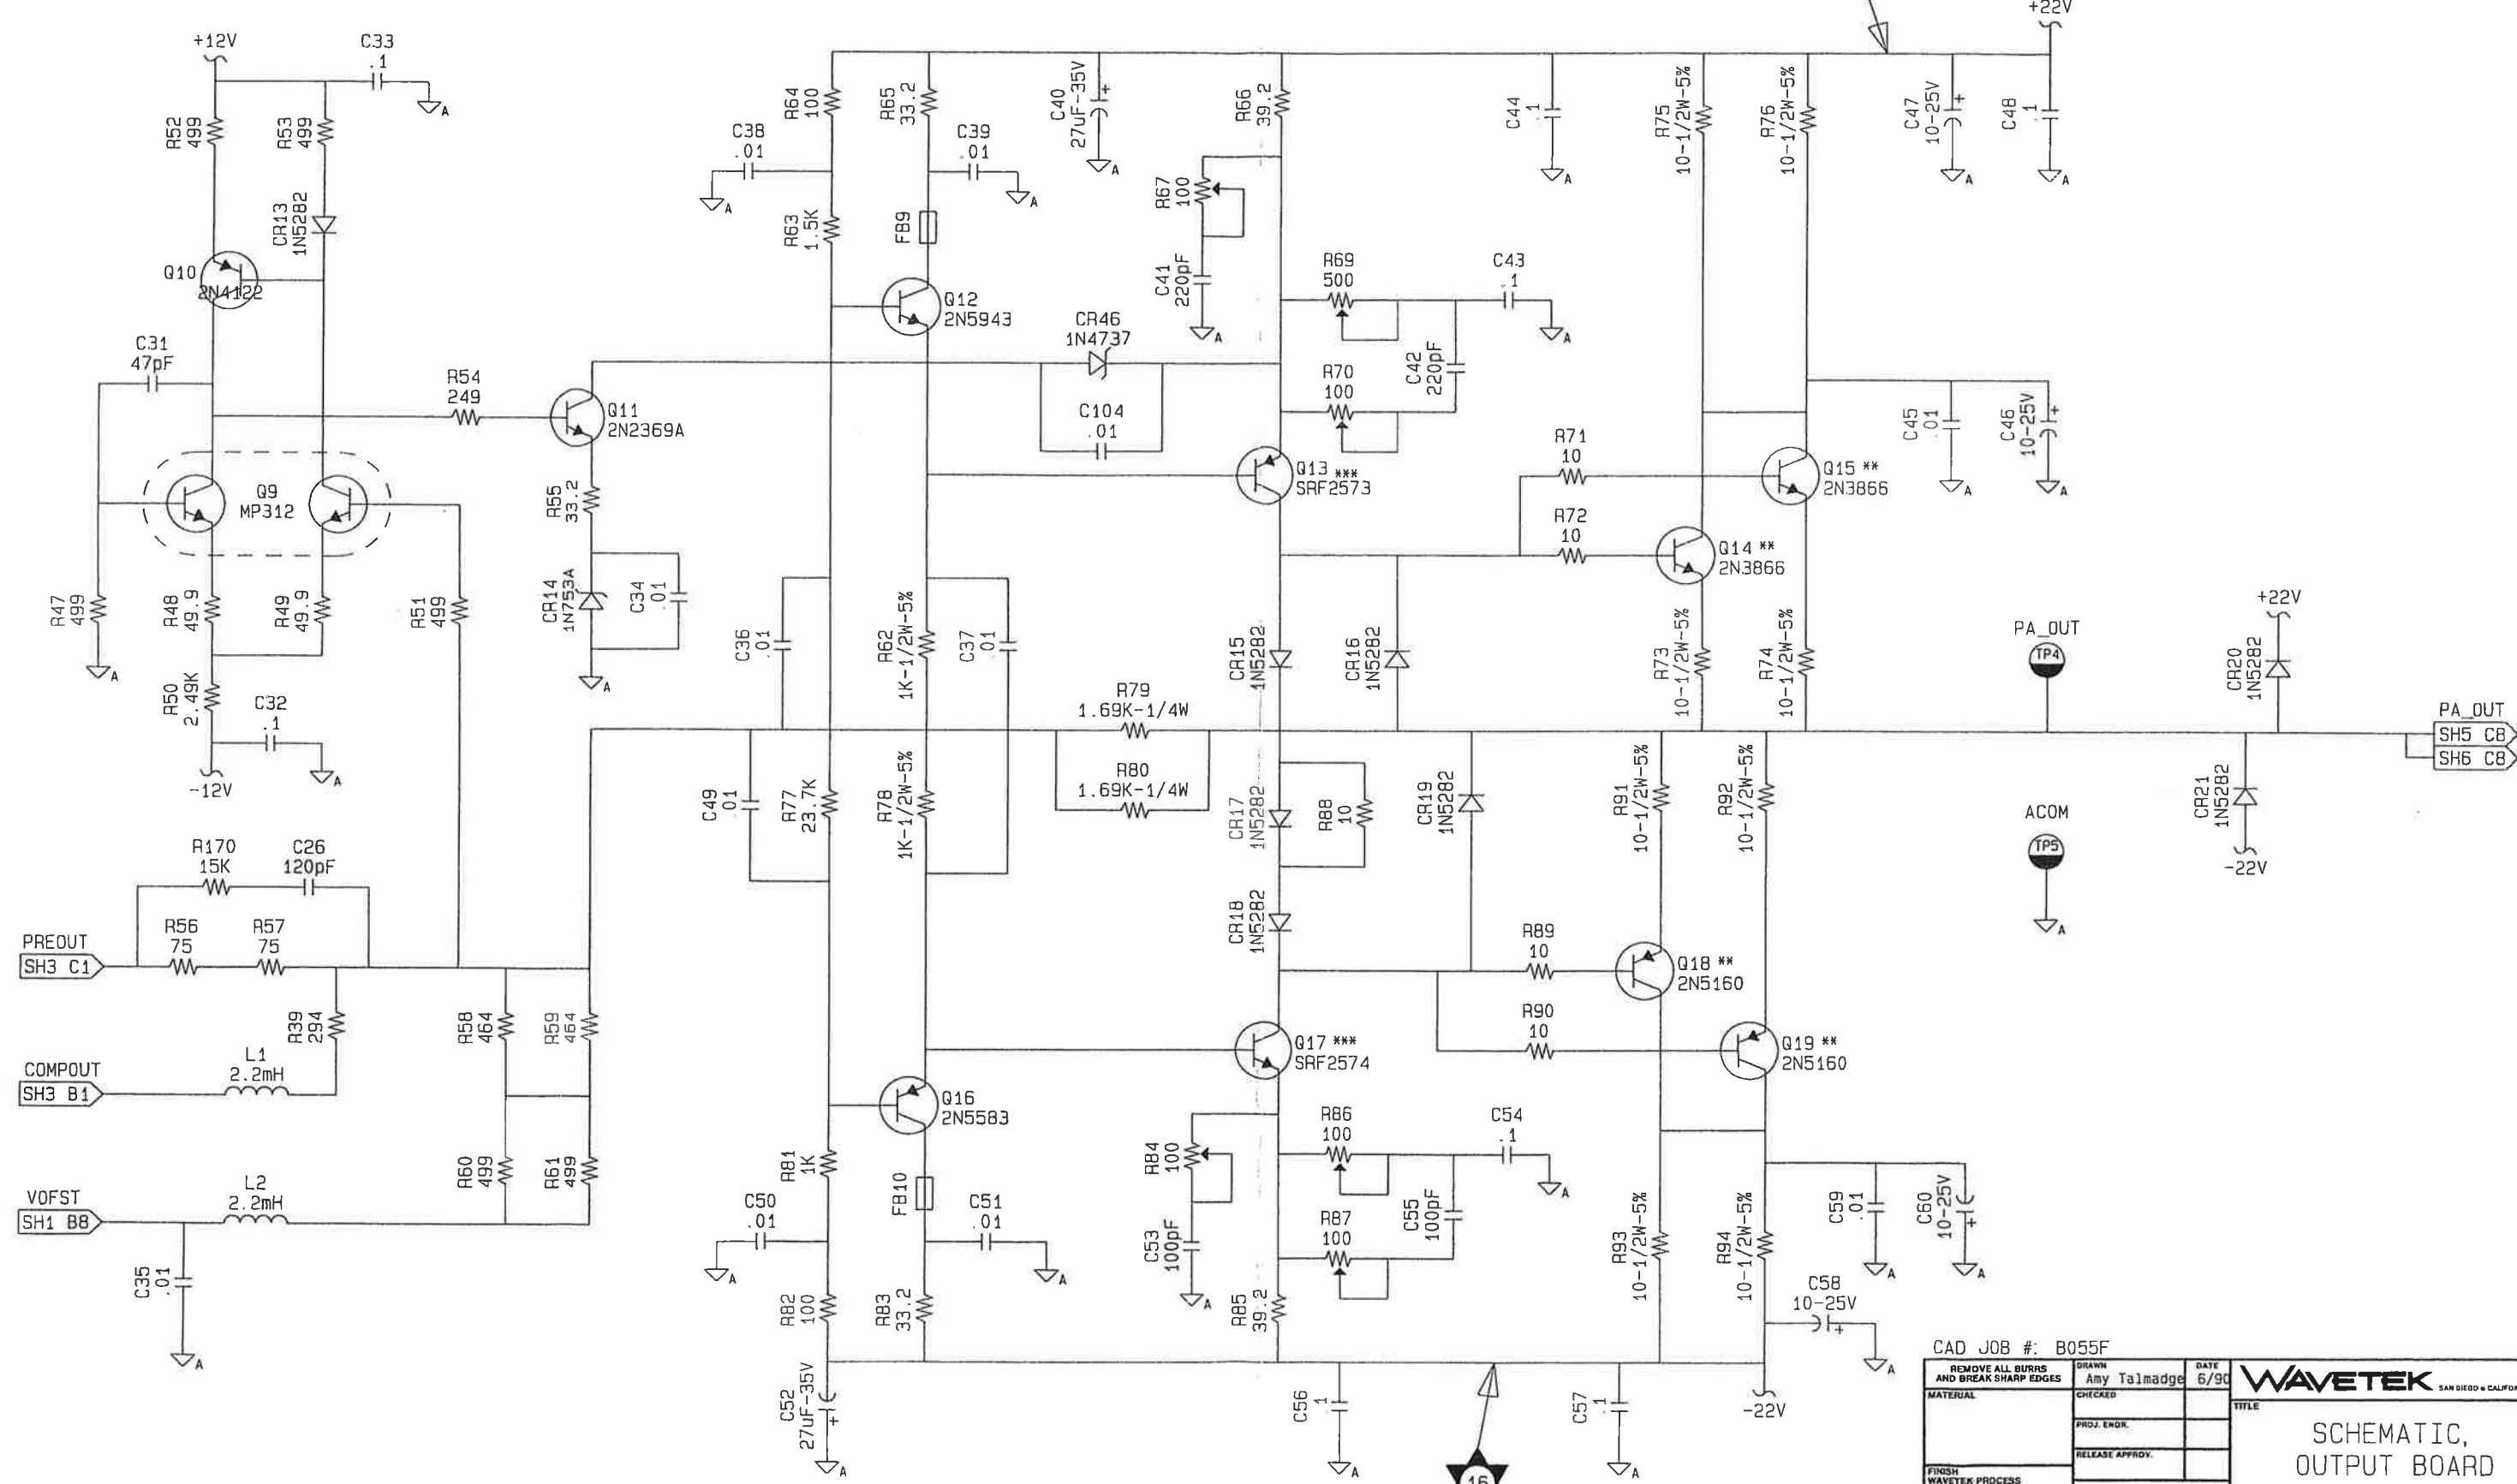 +12V
C33
.1
A
R52
499
R53
499
CR13
1N5282
Q10
2N4122
C31
47pF
R54
249
Q11
2N2369A
Q9
MP312
R55
33.2
CR14
1N753A
C34
.01
A
R47
499
A
R48
49.9
R49
49.9
R51
499
R50
2.49K
C32
.1
A
-12V
R170
15K
C26
120pF
PREOUT
SH3 C1
R56
75
R57
75
R39
294
COMPOUT
SH3 B1
L1
2.2mH
R58
464
R59
464
R60
499
R61
499
VOFST
SH1 B8
L2
2.2mH
C35
.01
A
R64
100
R65
33.2
C38
.01
A
C39
.01
A
R63
1.5K
FB9
C40
27uF-35V
+
A
R66
39.2
R67
100
C41
220pF
A
Q12
2N5943
CR46
1N4737
C104
.01
R69
500
C43
.1
A
R70
100
C42
220pF
Q13 ***
SRF2573
C36
.01
R62
1K-1/2W-5%
C37
.01
R79
1.69K-1/4W
R80
1.69K-1/4W
CR15
1N5282
CR16
1N5282
C49
.01
R77
23.7K
R78
1K-1/2W-5%
CR17
1N5282
R88
10
CR19
1N5282
CR18
1N5282
Q17 ***
SRF2574
Q16
2N5583
R81
1K
FB10
C50
.01
A
C51
.01
A
R82
100
R83
33.2
C52
27uF-35V
+
A
R84
100
C53
100pF
A
R86
100
C54
.1
A
R87
100
C55
100pF
R85
39.2
C56
.1
A
C57
.1
A
16
C44
.1
A
R75
10-1/2W-5%
R76
10-1/2W-5%
C47
10-25V
+
A
C48
.1
A
+22V
C45
.01
A
C46
10-25V
+
A
R71
10
R72
10
Q15 **
2N3866
Q14 **
2N3866
R73
10-1/2W-5%
R74
10-1/2W-5%
PA_OUT
TP4
+22V
CR20
1N5282
PA_OUT
SH5 C8
SH6 C8
CR21
1N5282
-22V
ACOM
TP5
A
R91
10-1/2W-5%
R92
10-1/2W-5%
R89
10
R90
10
Q18 **
2N5160
Q19 **
2N5160
R93
10-1/2W-5%
R94
10-1/2W-5%
C59
.01
A
C60
10-25V
+
A
C58
10-25V
+
A
-22V
CAD JOB #: B055F
REMOVE ALL BURRS
AND BREAK SHARP EDGES
MATERIAL
FINISH
WAVETEK PROCESS
DRAWN
Amy Talmadge
DATE
6/90
CHECKED
PROJ. ENGR.
RELEASE APPROV.
WAVETEK
TITLE
SCHEMATIC,
OUTPUT BOARD